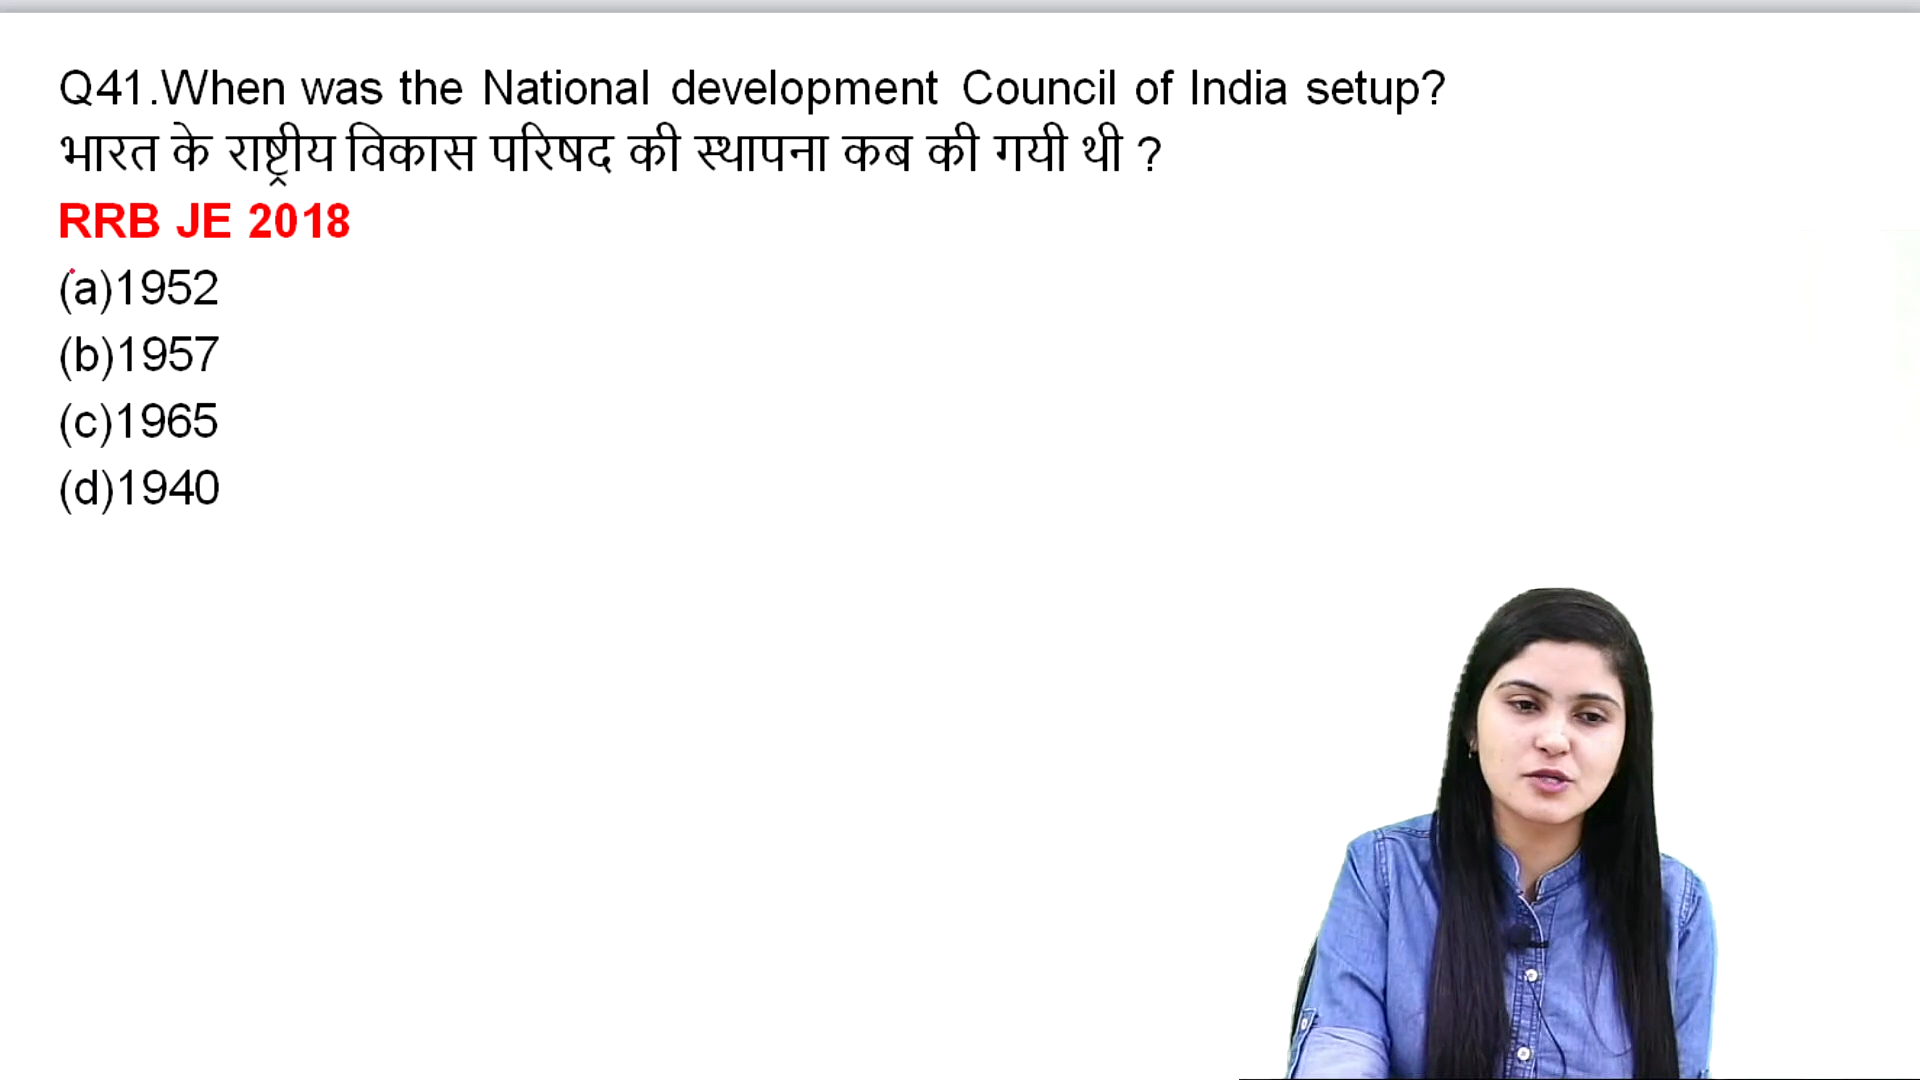 Q41.When was the National development Council of India setup?
भारत के राष्ट्रीय विकास परिषद की स्थापना कब की गयी थी ?
RRB JE 2018
(a)1952
(b)1957
(c)1965
(d)1940